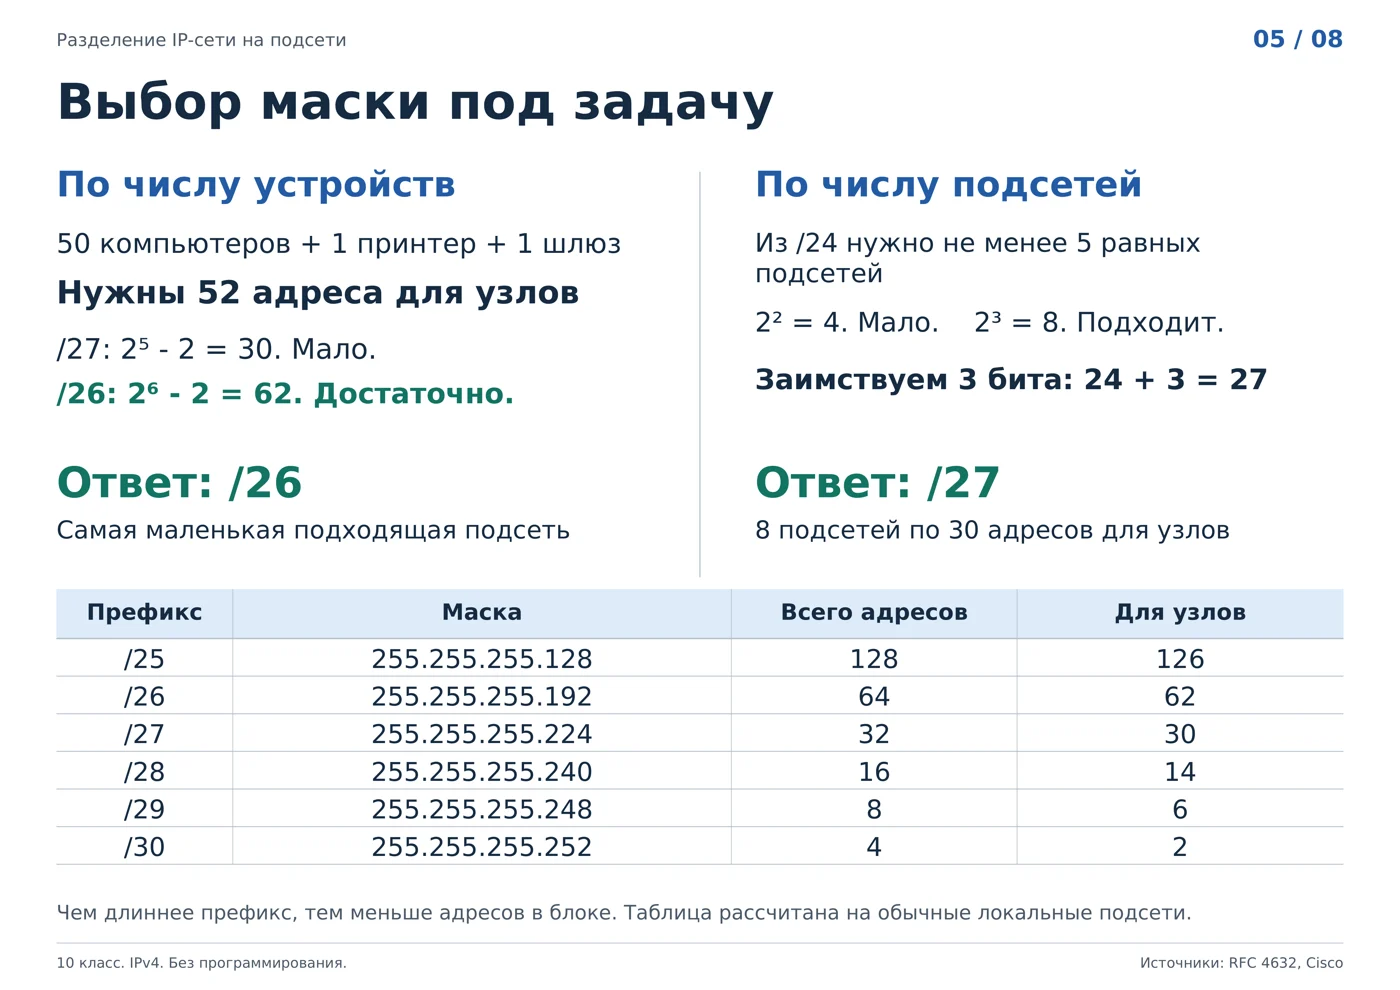 Разделение IP-сети на подсети
05 / 08
Выбор маски под задачу
По числу устройств
50 компьютеров + 1 принтер + 1 шлюз
Нужны 52 адреса для узлов
/27: 2⁵ - 2 = 30. Мало.
/26: 2⁶ - 2 = 62. Достаточно.
Ответ: /26
Самая маленькая подходящая подсеть
По числу подсетей
Из /24 нужно не менее 5 равных
подсетей
2² = 4. Мало. 2³ = 8. Подходит.
Заимствуем 3 бита: 24 + 3 = 27
Ответ: /27
8 подсетей по 30 адресов для узлов
Префикс Маска Всего адресов Для узлов
/25 255.255.255.128 128 126
/26 255.255.255.192 64 62
/27 255.255.255.224 32 30
/28 255.255.255.240 16 14
/29 255.255.255.248 8 6
/30 255.255.255.252 4 2
Чем длиннее префикс, тем меньше адресов в блоке. Таблица рассчитана на обычные локальные подсети.
10 класс. IPv4. Без программирования.
Источники: RFC 4632, Cisco